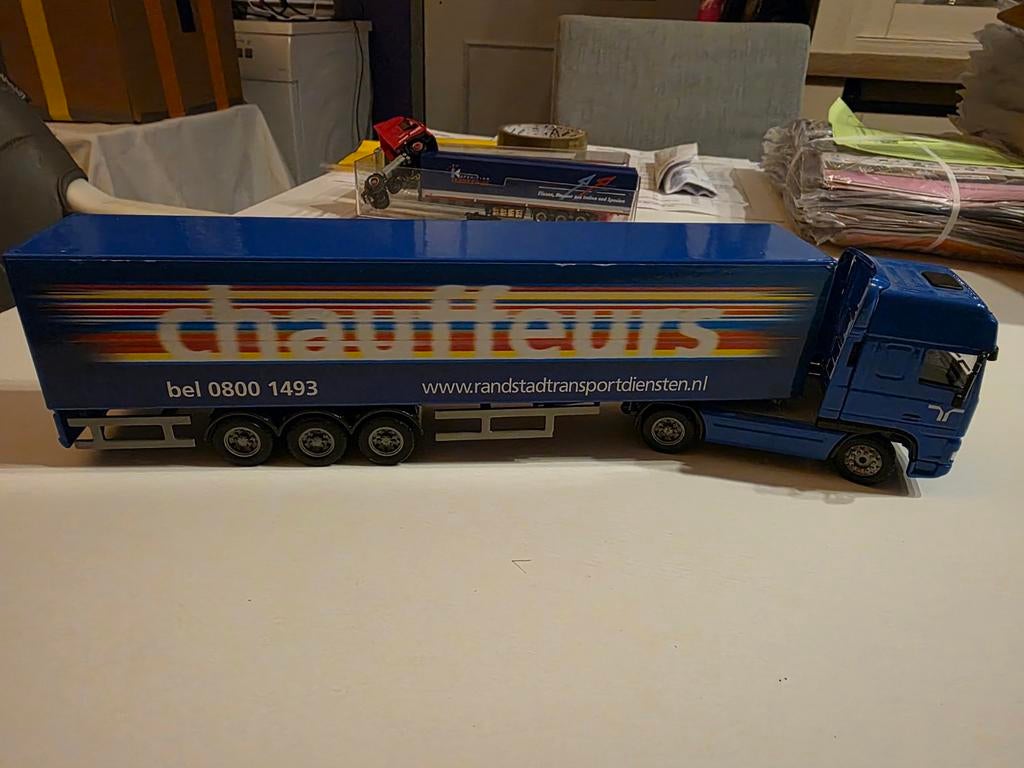 chauffeurs
bel 0800 1493
www.randstadtransportdiensten.nl